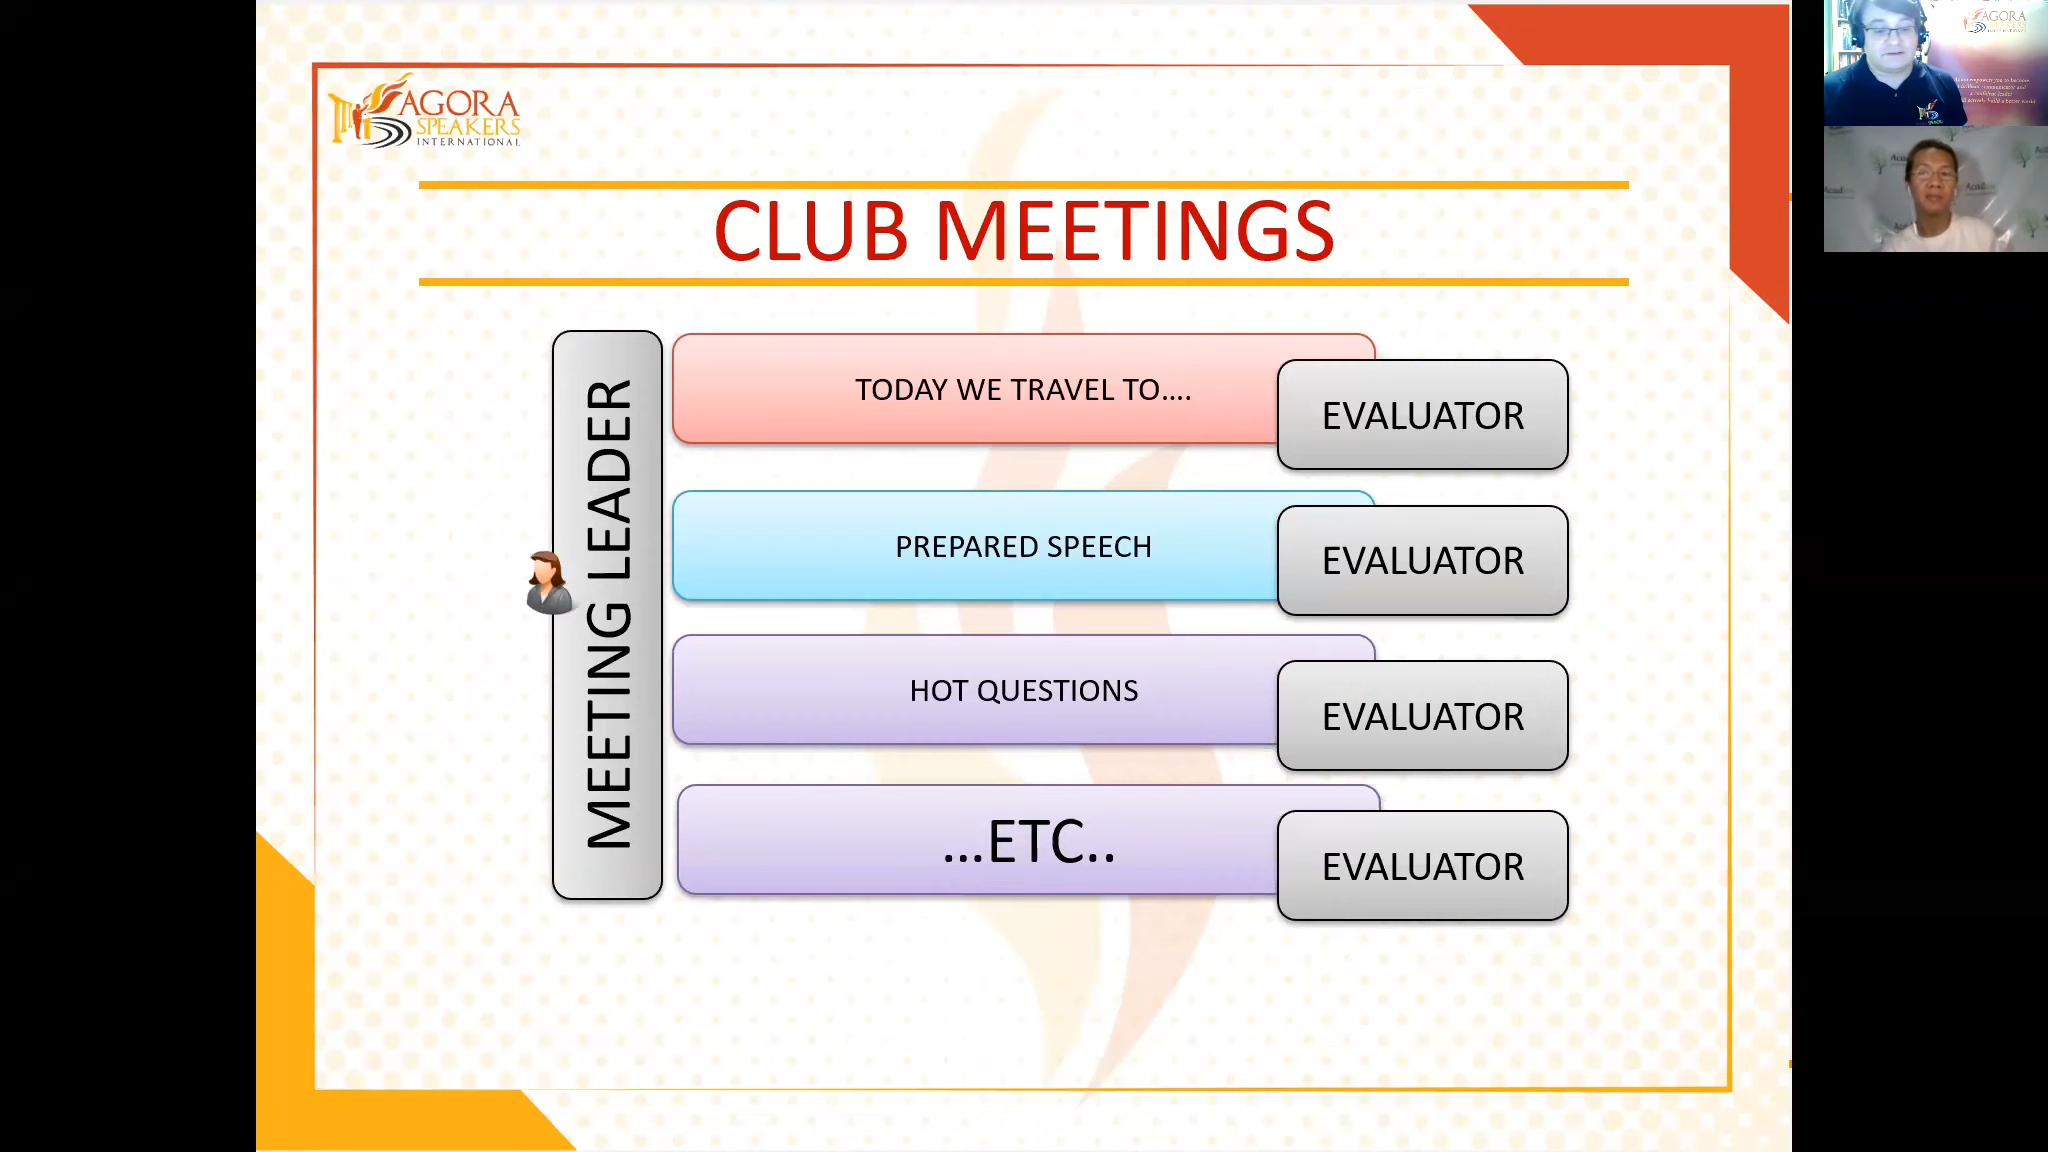 AGORA
SPEAKERS
INTERNATIONAL
CLUB MEETINGS
MEETING LEADER
TODAY WE TRAVEL TO....
EVALUATOR
PREPARED SPEECH
EVALUATOR
HOT QUESTIONS
EVALUATOR
...ETC..
EVALUATOR
AGORA